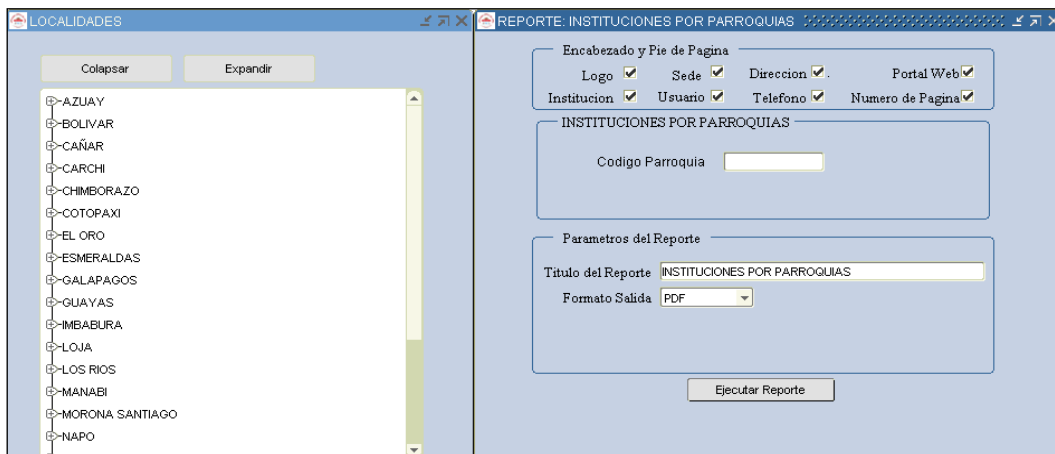 LOCALIDADES
Colapsar Expandir
AZUAY
BOLIVAR
CAÑAR
CARCHI
CHIMBORAZO
COTOPAXI
EL ORO
ESMERALDAS
GALAPAGOS
GUAYAS
IMBABURA
LOJA
LOS RIOS
MANABI
MORONA SANTIAGO
NAPO
REPORTE: INSTITUCIONES POR PARROQUIAS
Encabezado y Pie de Pagina
Logo Sede Direccion . Portal Web
Institucion Usuario Telefono Numero de Pagina
INSTITUCIONES POR PARROQUIAS
Codigo Parroquia
Parametros del Reporte
Titulo del Reporte INSTITUCIONES POR PARROQUIAS
Formato Salida PDF
Ejecutar Reporte